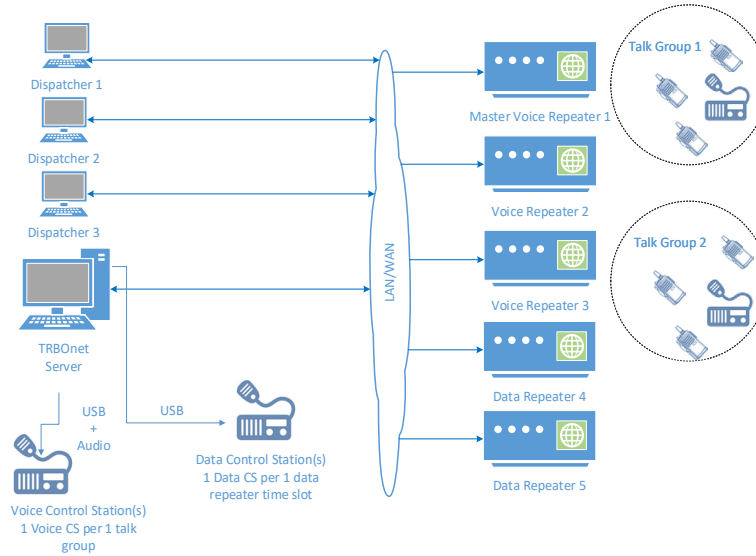 Dispatcher 1
Dispatcher 2
Dispatcher 3
TRBOnet
Server
USB
+
Audio
USB
Voice Control Station(s)
1 Voice CS per 1 talk
group
Data Control Station(s)
1 Data CS per 1 data
repeater time slot
LAN/WAN
Master Voice Repeater 1
Voice Repeater 2
Voice Repeater 3
Data Repeater 4
Data Repeater 5
Talk Group 1
Talk Group 2